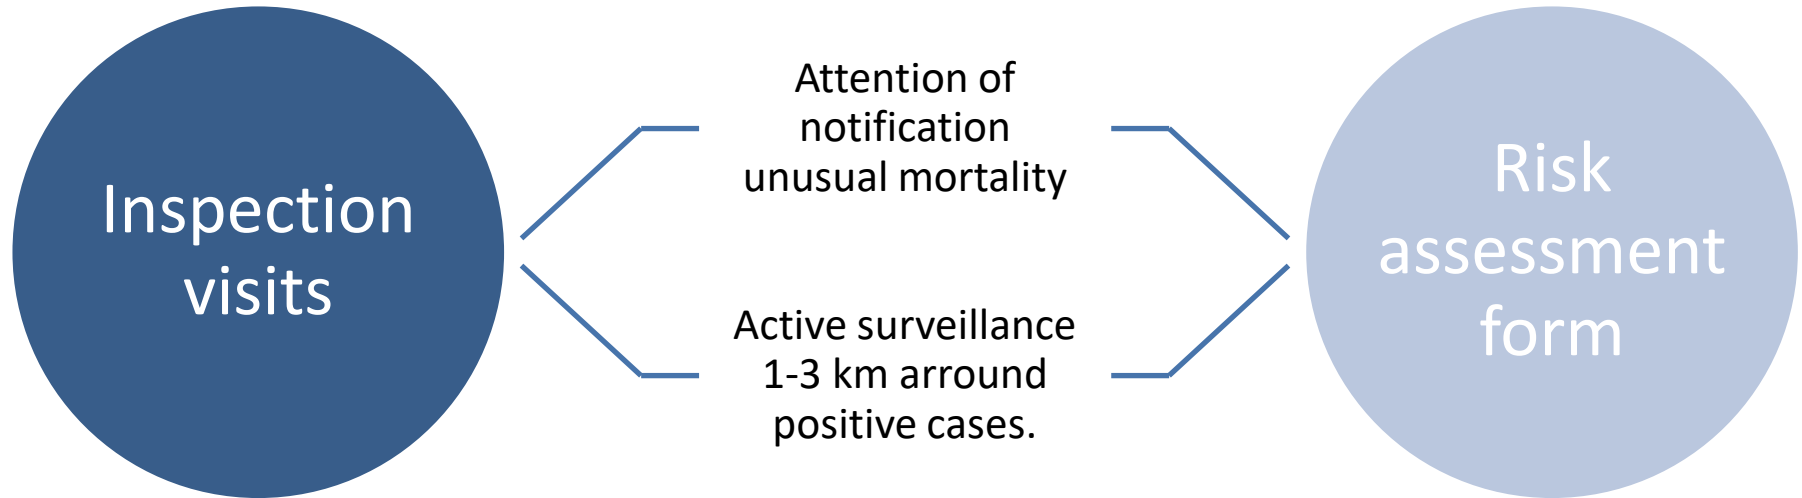 Inspection
visits
Attention of
notification
unusual mortality
Active surveillance
1-3 km arround
positive cases.
Risk
assessment
form